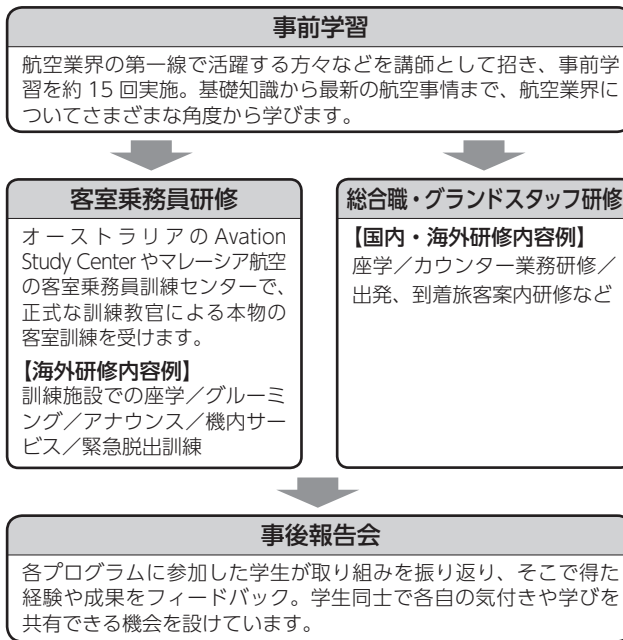 事前学習
航空業界の第一線で活躍する方々などを講師として招き、事前学
習を約 15 回実施。基礎知識から最新の航空事情まで、航空業界に
ついてさまざまな角度から学びます。
客室乗務員研修
オーストラリアの Avation
Study Center やマレーシア航空
の客室乗務員訓練センターで、
正式な訓練教官による本物の
客室訓練を受けます。
【海外研修内容例】
訓練施設での座学／グルーミ
ング／アナウンス／機内サー
ビス／緊急脱出訓練
総合職・グランドスタッフ研修
【国内・海外研修内容例】
座学／カウンター業務研修／
出発、到着旅客案内研修など
事後報告会
各プログラムに参加した学生が取り組みを振り返り、そこで得た
経験や成果をフィードバック。学生同士で各自の気付きや学びを
共有できる機会を設けています。